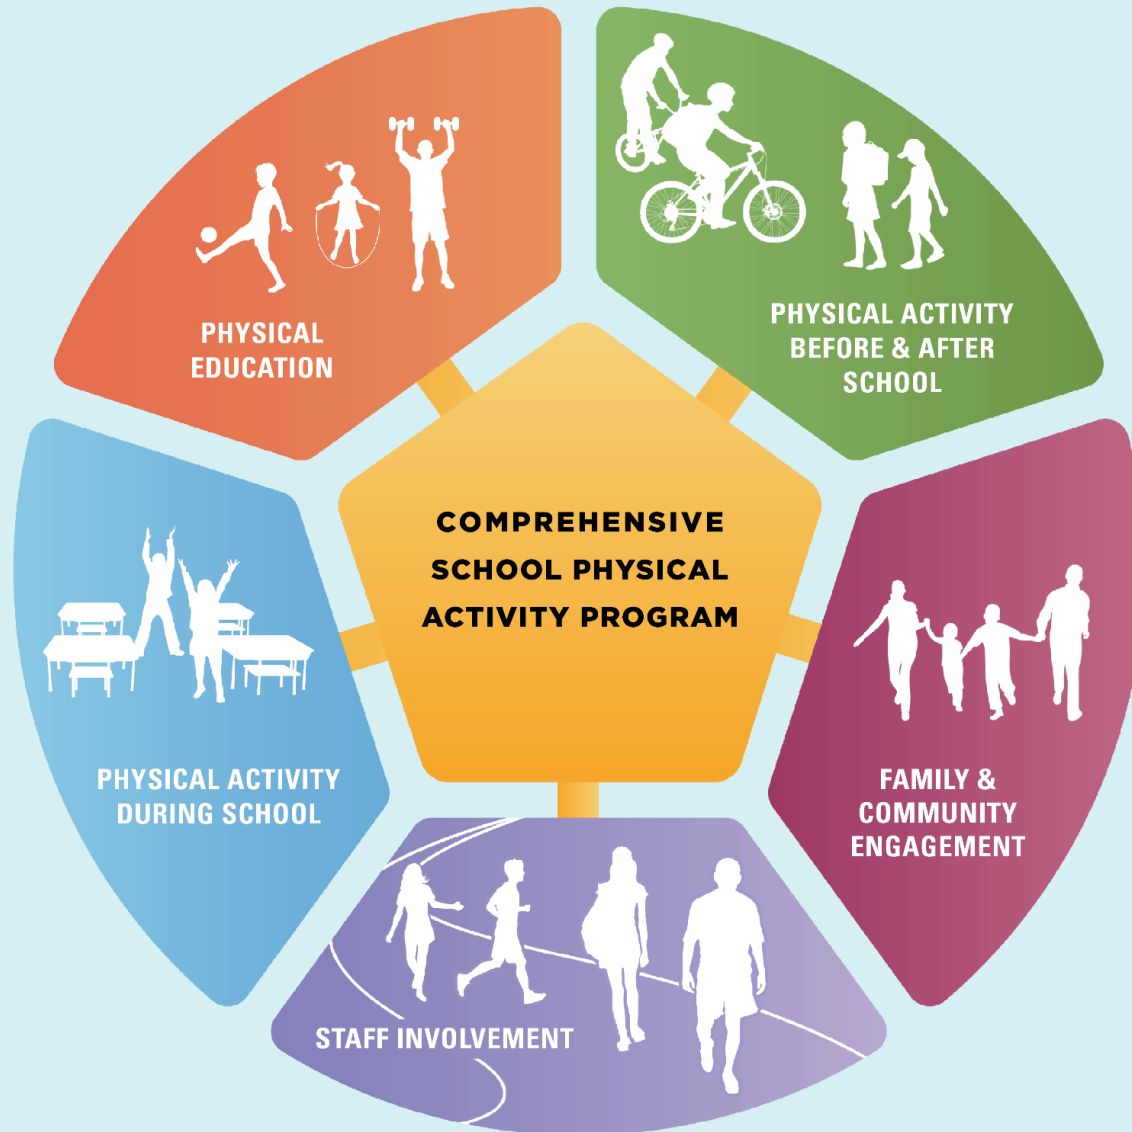 PHYSICAL
EDUCATION
PHYSICAL ACTIVITY
BEFORE & AFTER
SCHOOL
COMPREHENSIVE
SCHOOL PHYSICAL
ACTIVITY PROGRAM
PHYSICAL ACTIVITY
DURING SCHOOL
FAMILY &
COMMUNITY
ENGAGEMENT
STAFF INVOLVEMENT